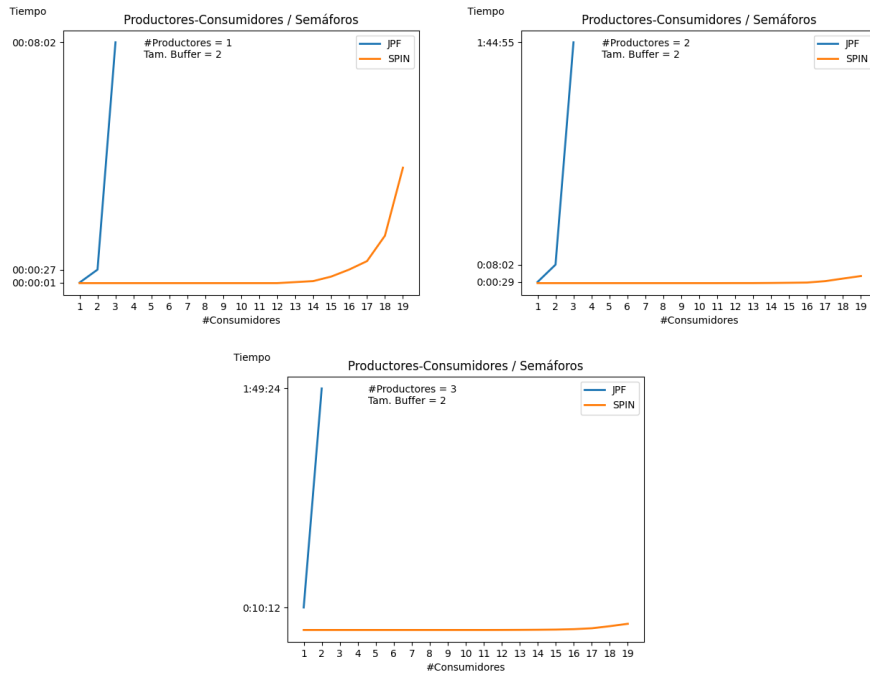 Tiempo
Productores-Consumidores / Semáforos
00:08:02
#Productores = 1
Tam. Buffer = 2
JPF
SPIN
00:00:27
00:00:01
1 2 3 4 5 6 7 8 9 10 11 12 13 14 15 16 17 18 19
#Consumidores
Tiempo
Productores-Consumidores / Semáforos
1:44:55
#Productores = 2
Tam. Buffer = 2
JPF
SPIN
0:08:02
0:00:29
1 2 3 4 5 6 7 8 9 10 11 12 13 14 15 16 17 18 19
#Consumidores
Tiempo
Productores-Consumidores / Semáforos
1:49:24
#Productores = 3
Tam. Buffer = 2
JPF
SPIN
0:10:12
1 2 3 4 5 6 7 8 9 10 11 12 13 14 15 16 17 18 19
#Consumidores